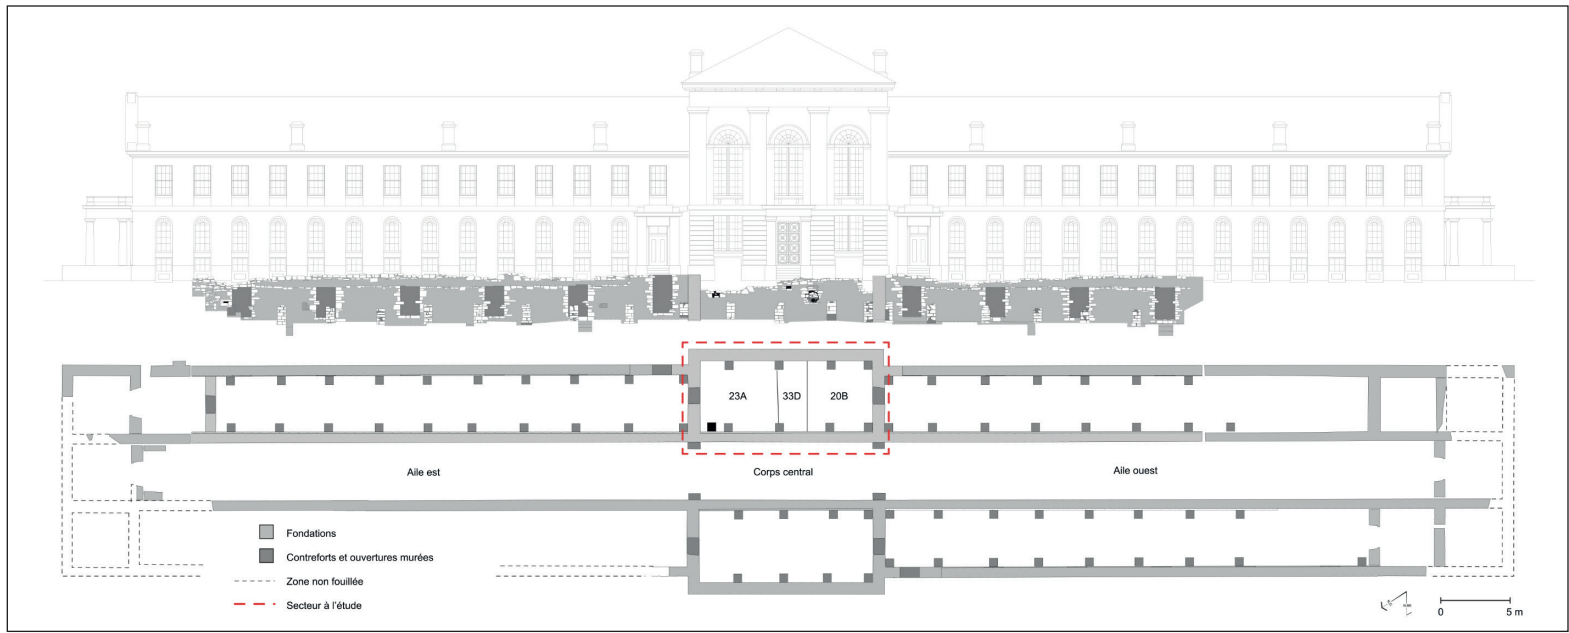 23A 33D 20B
Aile est Corps central Aile ouest
Fondations
Contreforts et ouvertures murées
Zone non fouillée
Secteur à l'étude
0 5 m